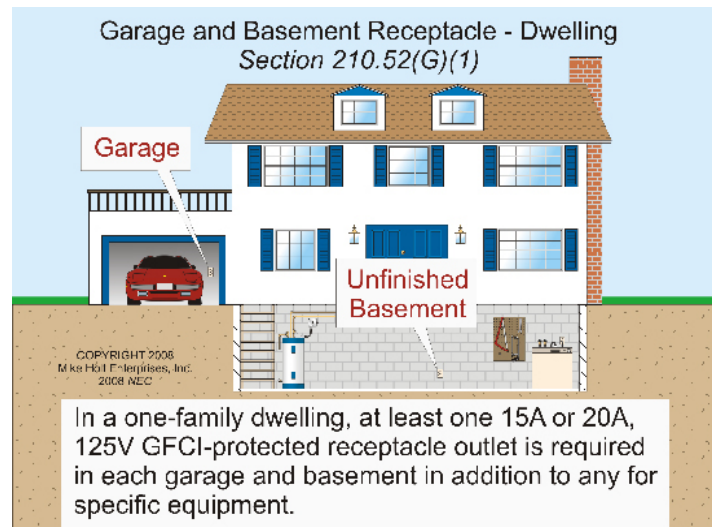 Garage and Basement Receptacle - Dwelling
Section 210.52(G)(1)
Garage
Unfinished
Basement
COPYRIGHT 2008
Mike Holt Enterprises, Inc.
2008 NEC
In a one-family dwelling, at least one 15A or 20A,
125V GFCI-protected receptacle outlet is required
in each garage and basement in addition to any for
specific equipment.